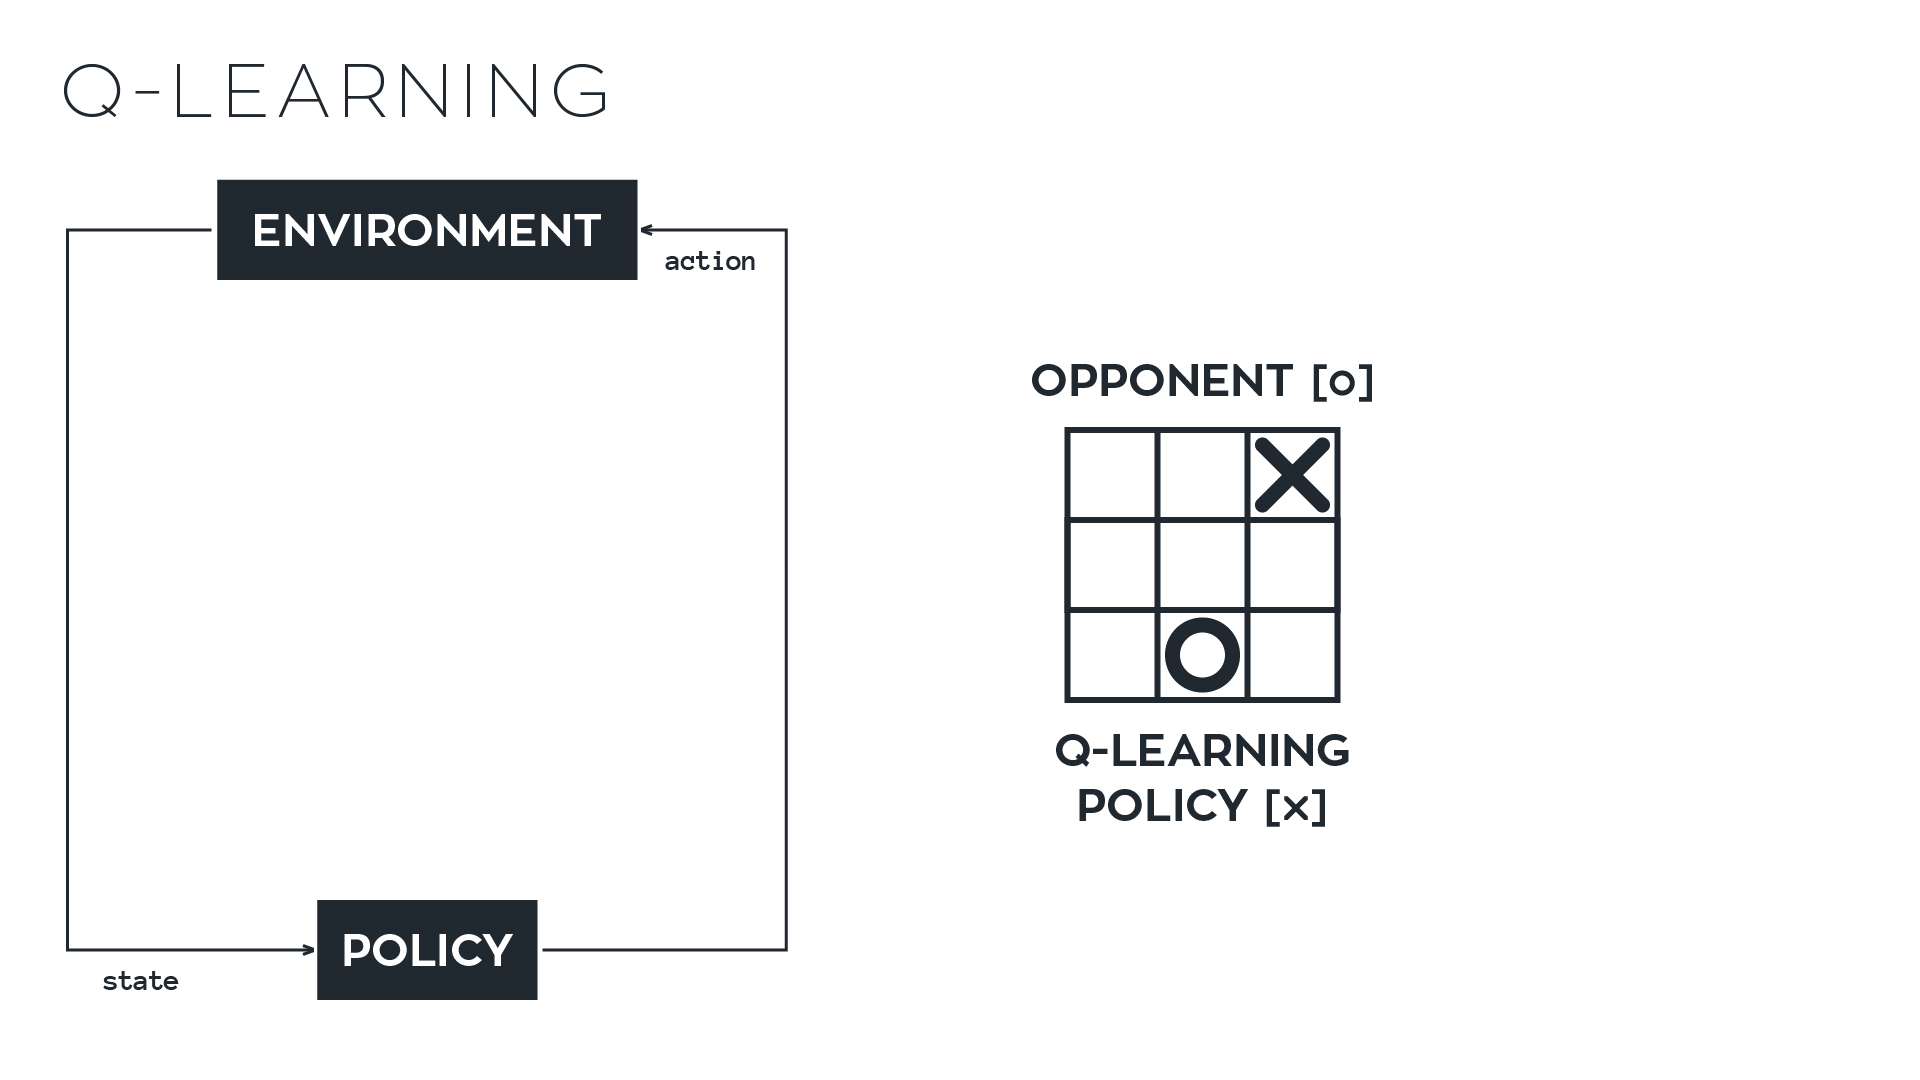 Q-LEARNING
ENVIRONMENT
action
POLICY
state
OPPONENT [o]
Q-LEARNING
POLICY [x]